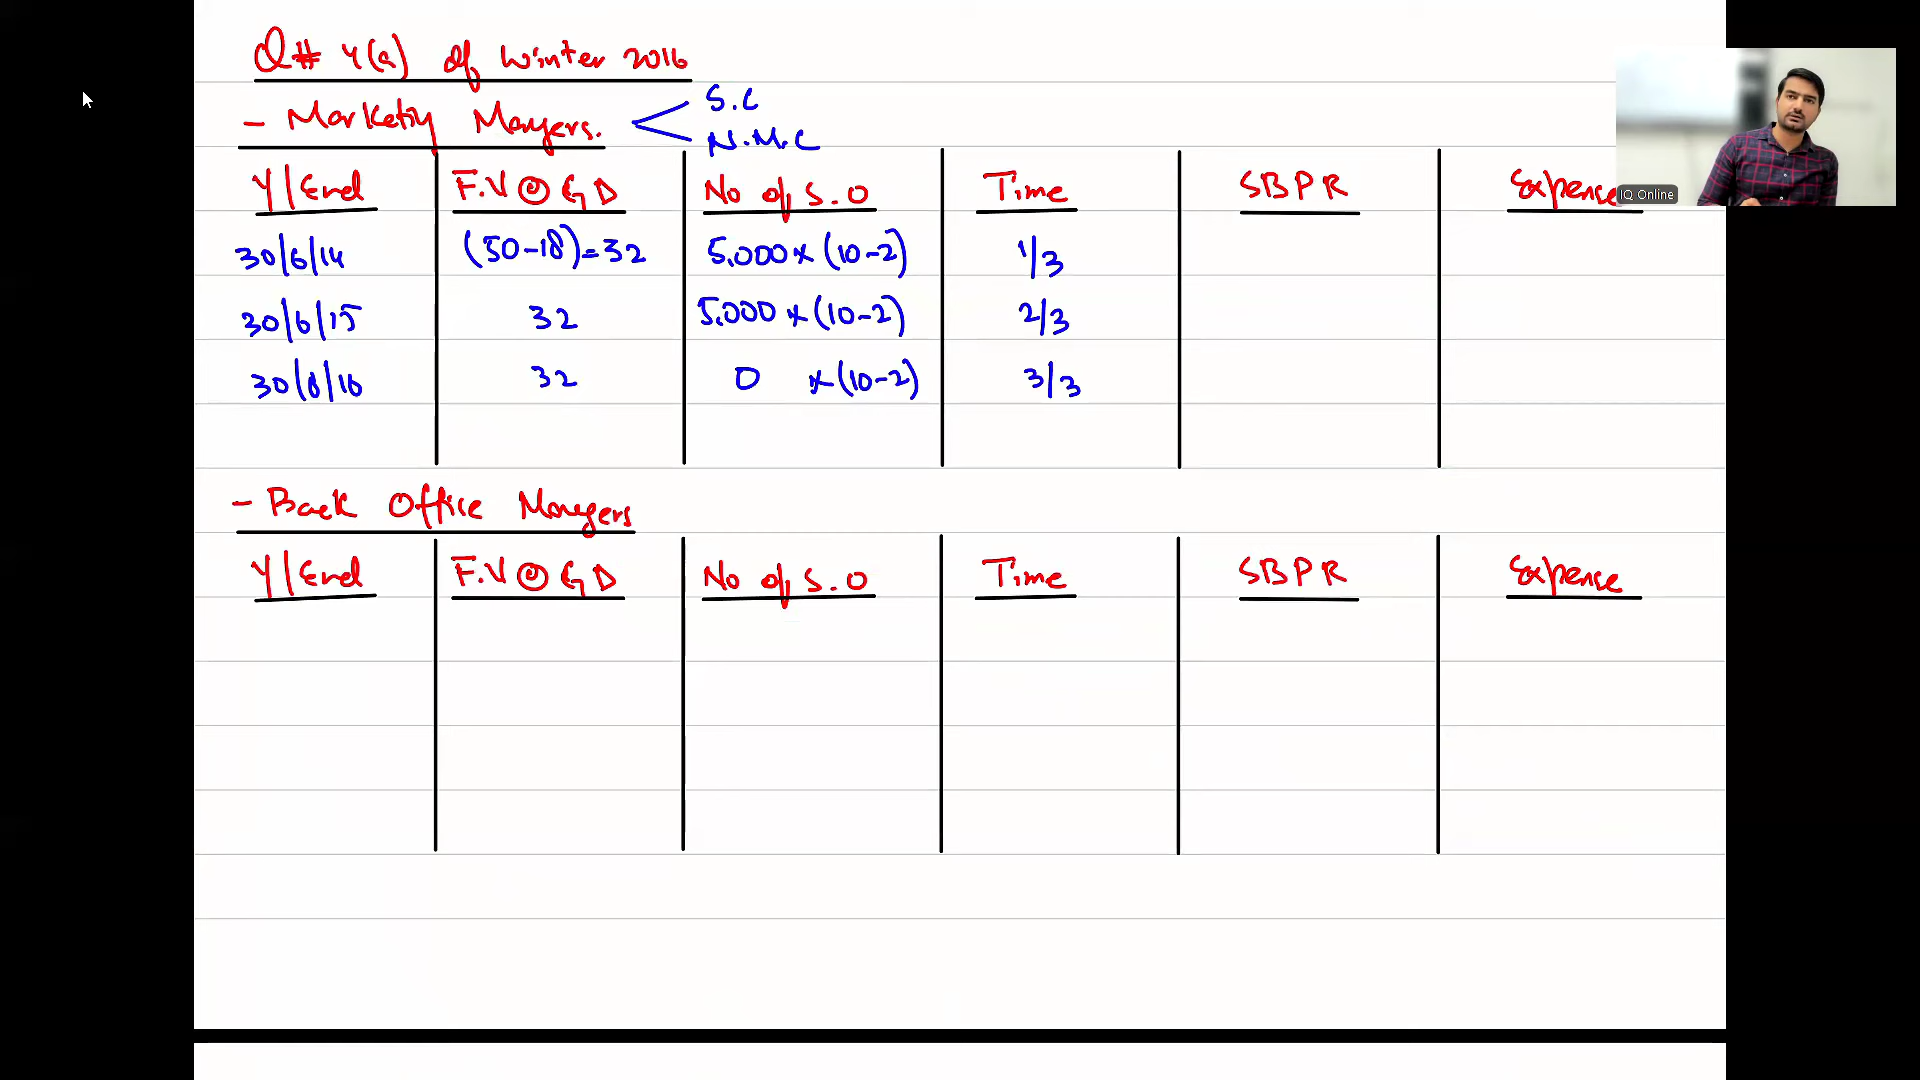 Q# 4(a) of Winter 2016
- Marketing Mangers.
S.C
N.M.C
Y/End F.V @ G D No of S.O Time SBPR Expense
IQ Online
30/6/14 (50-18)=32 5,000×(10-2) 1/3
30/6/15 32 5,000×(10-2) 2/3
30/6/16 32 0 ×(10-2) 3/3
- Back Office Mangers
Y/End F.V @ G D No of S.O Time SBPR Expense